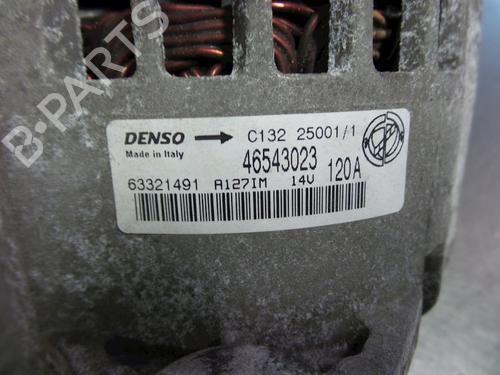 B-PARTS
DENSO C132 25001/1
Made in Italy 46543023
63321491 A127IM 14V 120A